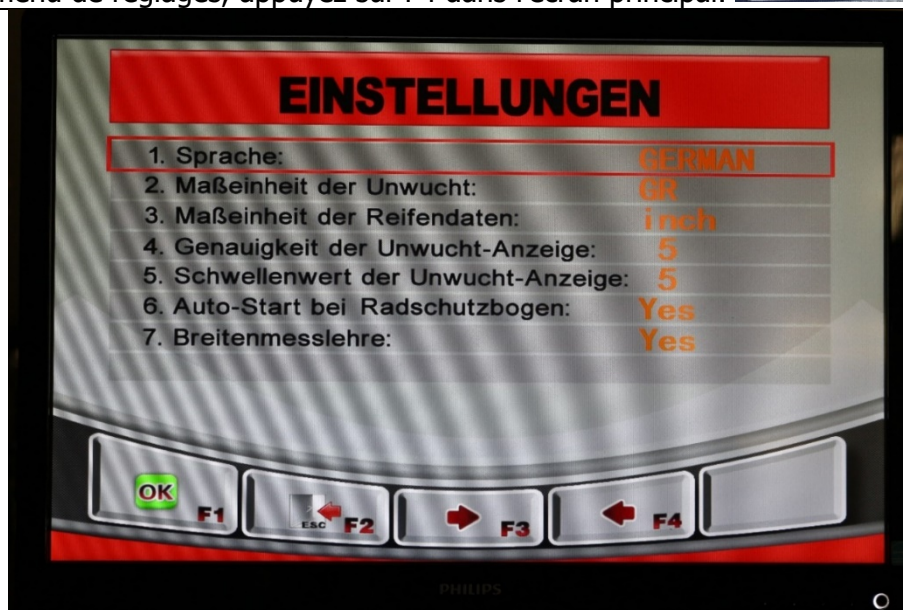 menu de réglages, appuyez sur F4 dans l'écran principal.
EINSTELLUNGEN
1. Sprache: GERMAN
2. Maßeinheit der Unwucht: GR
3. Maßeinheit der Reifendaten: inch
4. Genauigkeit der Unwucht-Anzeige: 5
5. Schwellenwert der Unwucht-Anzeige: 5
6. Auto-Start bei Radschutzbogen: Yes
7. Breitenmesslehre: Yes
OK F1 ESC F2 F3 F4
PHILIPS